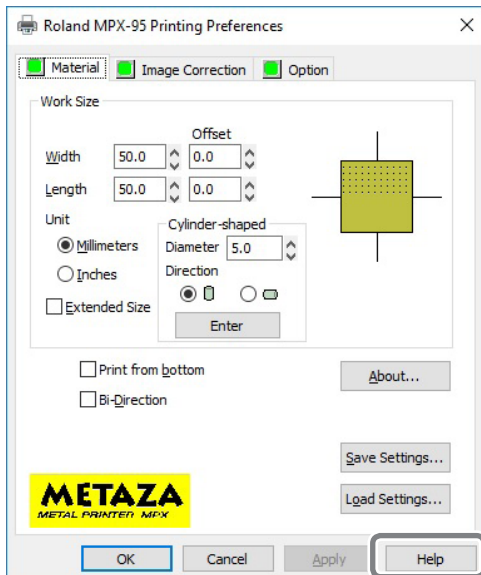 Roland MPX-95 Printing Preferences
Material Image Correction Option
Work Size
Offset
Width 50.0 0.0
Length 50.0 0.0
Unit
Millimeters
Inches
Extended Size
Cylinder-shaped
Diameter 5.0
Direction
Enter
Print from bottom
Bi-Direction
About...
Save Settings...
Load Settings...
METAZA
METAL PRINTER MPX
OK Cancel Apply Help